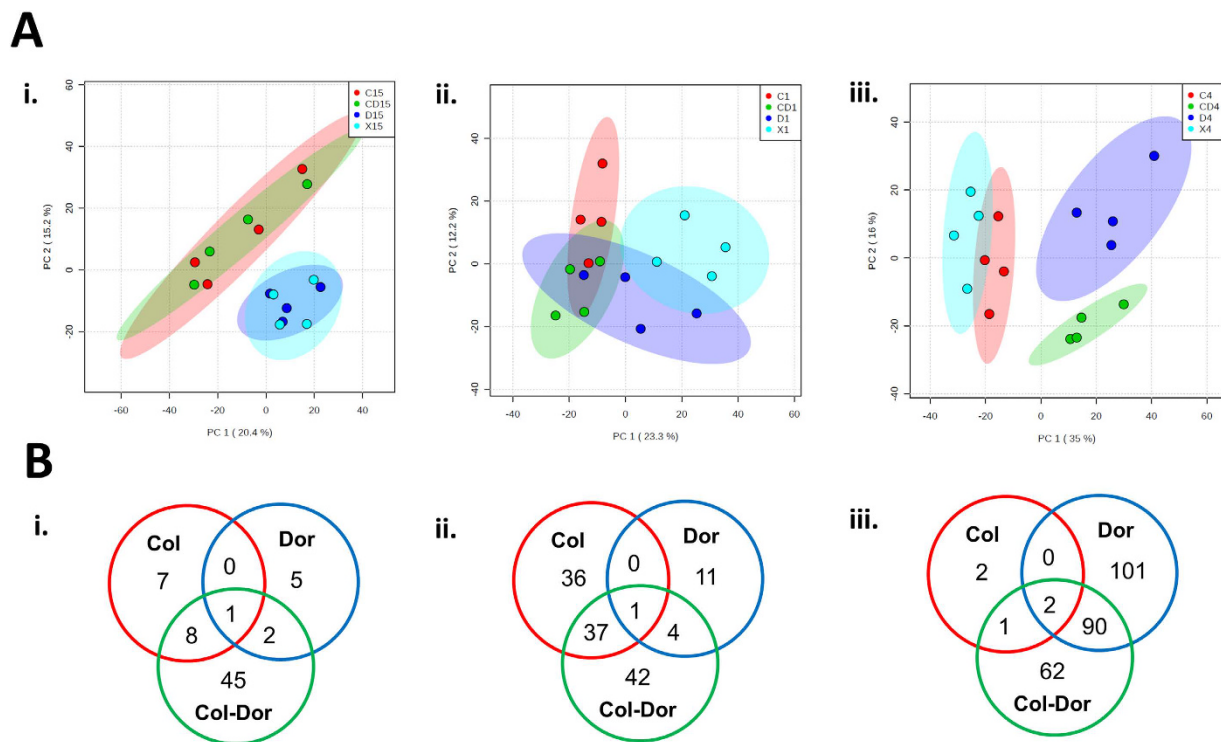 A
i.
60
40
20
0
-20
-60
-40
-20
0
20
40
PC 2 ( 15.2 %)
PC 1 ( 20.4 %)
C15
CD15
D15
X15
ii.
40
20
0
-20
-40
-40
-20
0
20
40
60
PC 2 ( 12.2 %)
PC 1 ( 23.3 %)
C1
CD1
D1
X1
iii.
40
20
0
-20
-40
-40
-20
0
20
40
60
PC 2 ( 16 %)
PC 1 ( 35 %)
C4
CD4
D4
X4
B
i.
Col
Dor
7
0
5
1
8
2
45
Col-Dor
ii.
Col
Dor
36
0
11
1
37
4
42
Col-Dor
iii.
Col
Dor
2
0
101
2
1
90
62
Col-Dor